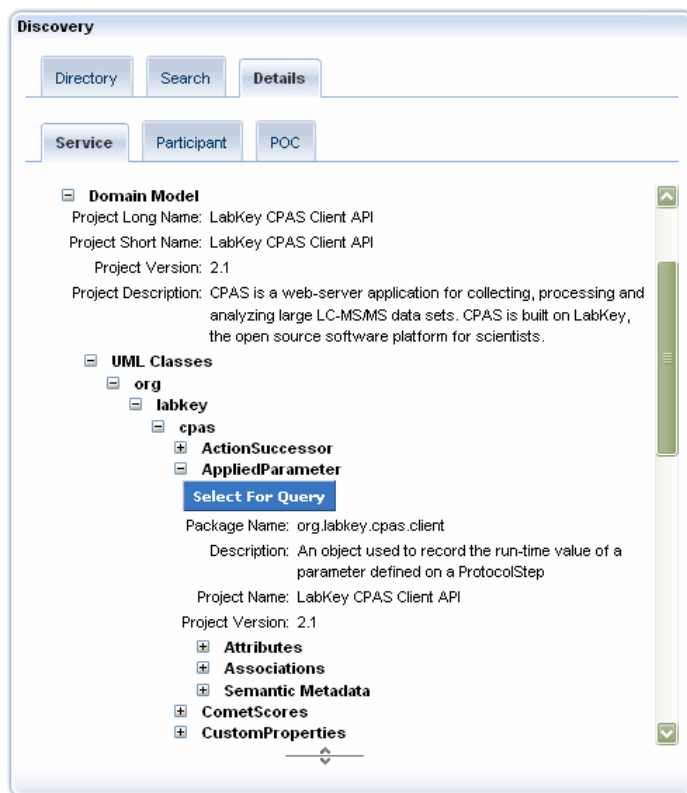 Discovery
Directory Search Details
Service Participant POC
Domain Model
Project Long Name: LabKey CPAS Client API
Project Short Name: LabKey CPAS Client API
Project Version: 2.1
Project Description: CPAS is a web-server application for collecting, processing and
analyzing large LC-MS/MS data sets. CPAS is built on LabKey,
the open source software platform for scientists.
UML Classes
org
labkey
cpas
ActionSuccessor
AppliedParameter
Select For Query
Package Name: org.labkey.cpas.client
Description: An object used to record the run-time value of a
parameter defined on a ProtocolStep
Project Name: LabKey CPAS Client API
Project Version: 2.1
Attributes
Associations
Semantic Metadata
CometScores
CustomProperties